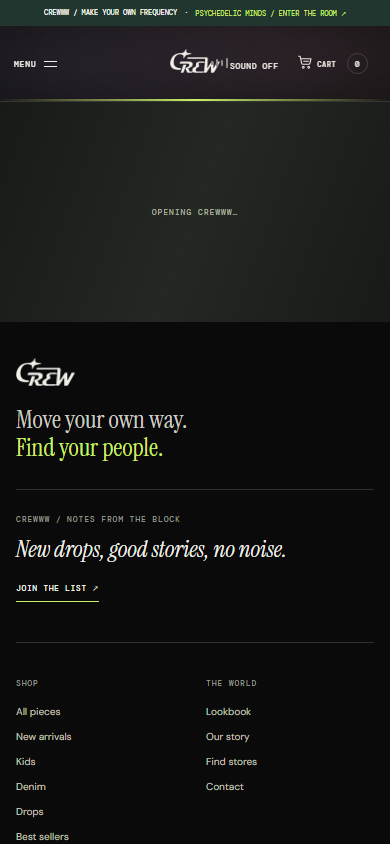 CREWWW / MAKE YOUR OWN FREQUENCY · PSYCHEDELIC MINDS / ENTER THE ROOM ↗
MENU
CREW
SOUND OFF
CART
0
OPENING CREWWW…
CREW
Move your own way.
Find your people.
CREWWW / NOTES FROM THE BLOCK
New drops, good stories, no noise.
JOIN THE LIST ↗
SHOP
All pieces
New arrivals
Kids
Denim
Drops
Best sellers
THE WORLD
Lookbook
Our story
Find stores
Contact